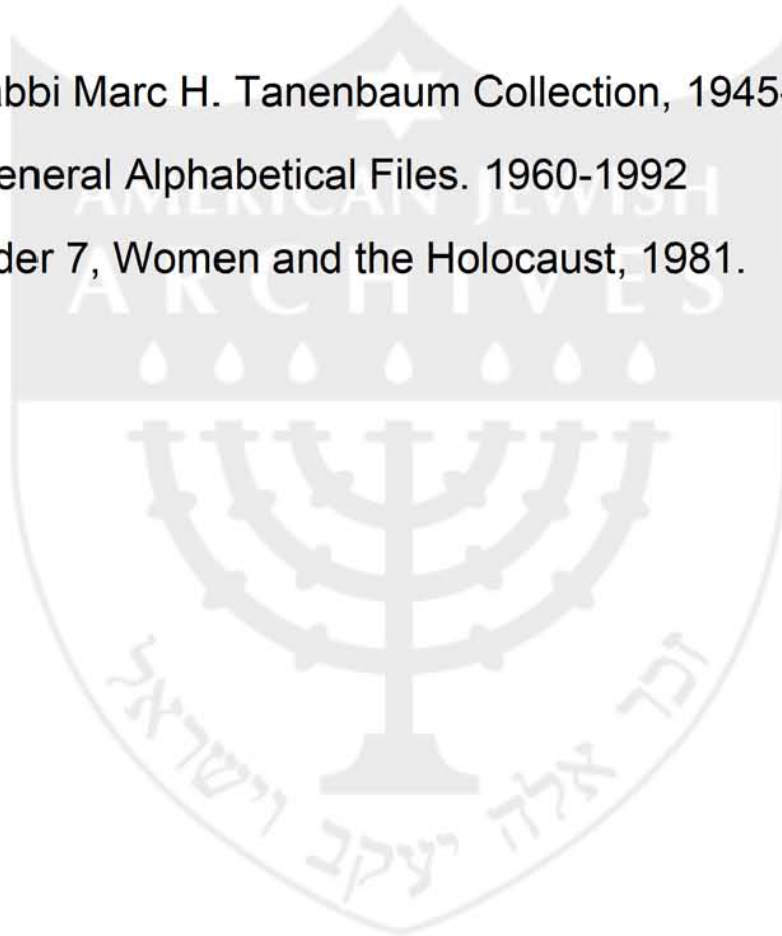 abbi Marc H. Tanenbaum Collection, 1945-
eneral Alphabetical Files. 1960-1992
AMERICAN JEWISH
der 7, Women and the Holocaust, 1981.
ARCHIVES
זכר אלה יעקב וישראל